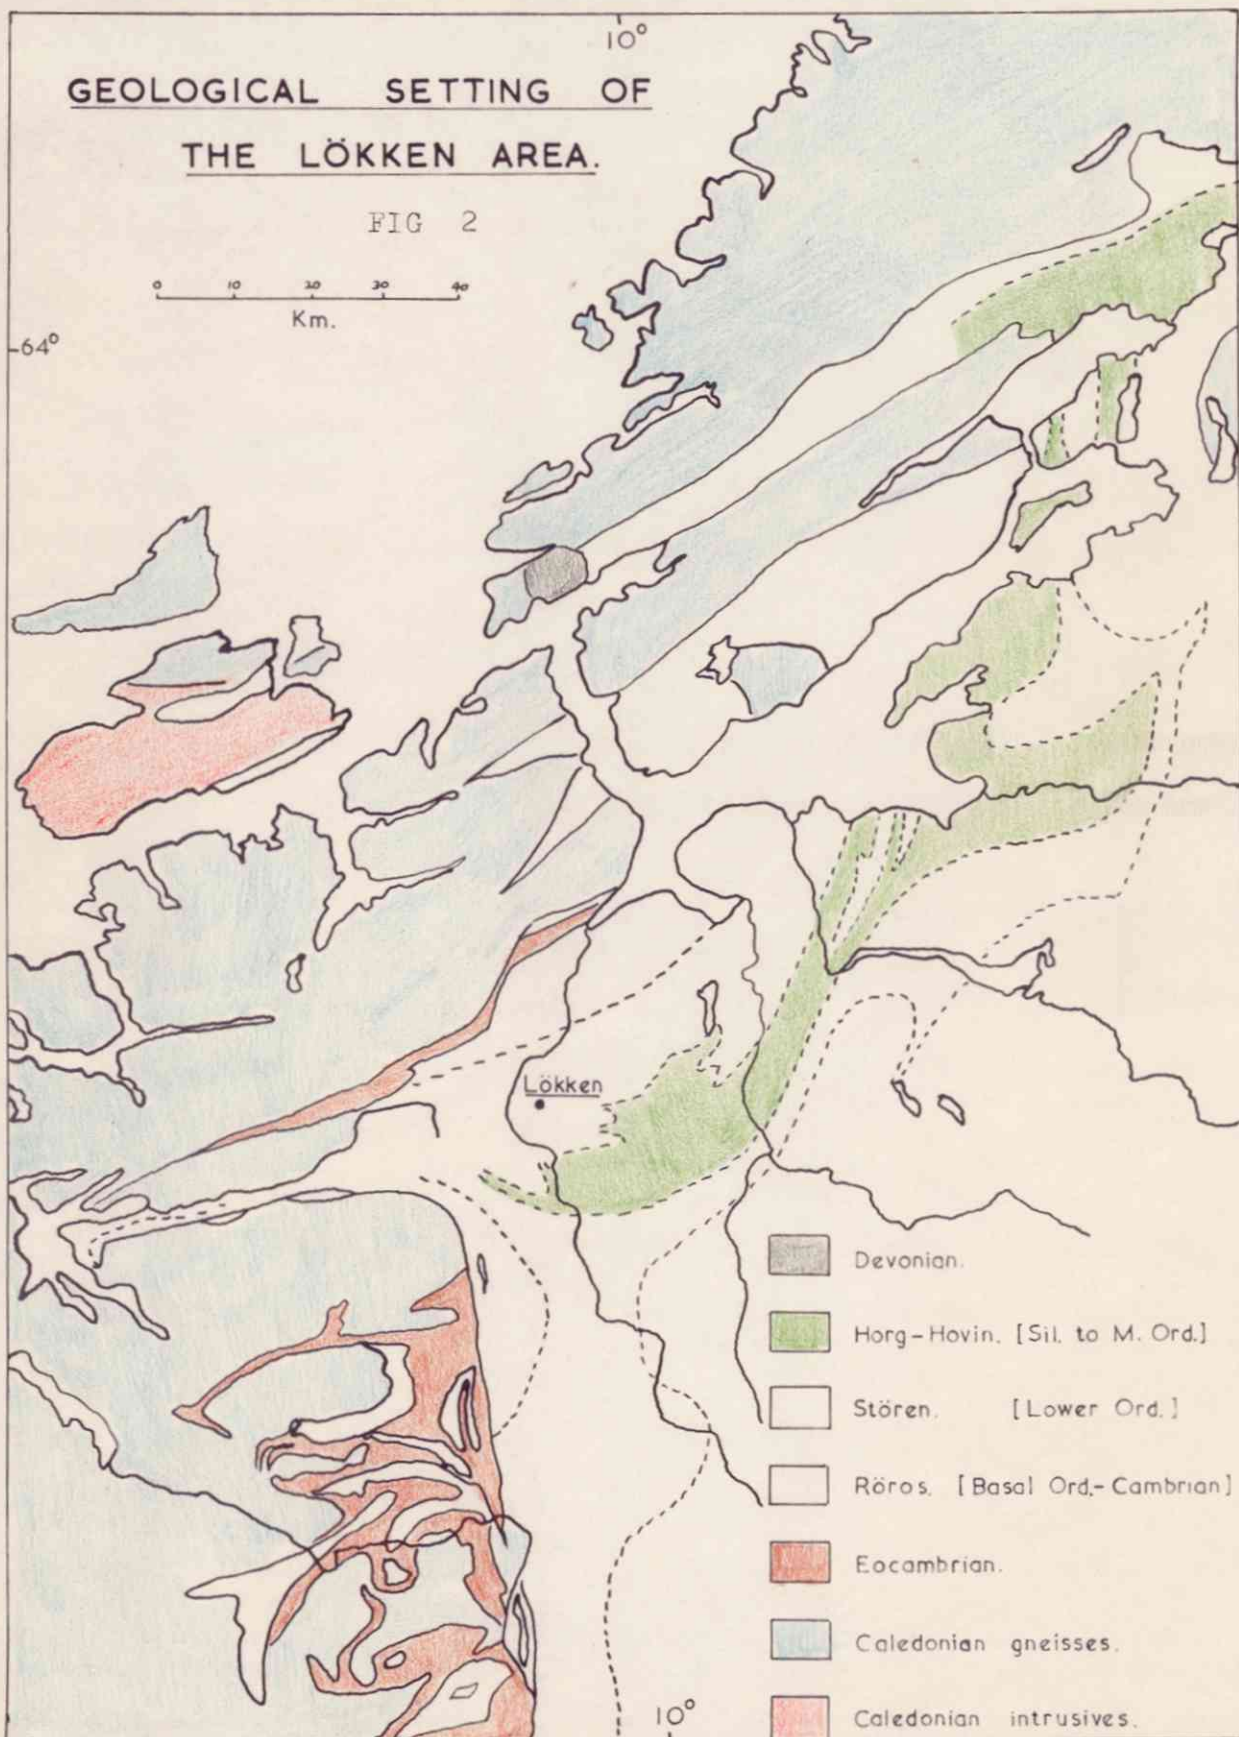 10°
GEOLOGICAL SETTING OF
THE LÖKKEN AREA.
FIG 2
0 10 20 30 40
Km.
64°
Lökken
Devonian.
Horg-Hovin. [Sil. to M. Ord.]
Stören. [Lower Ord.]
Röros. [Basal Ord.-Cambrian]
Eocambrian.
Caledonian gneisses.
10°
Caledonian intrusives.